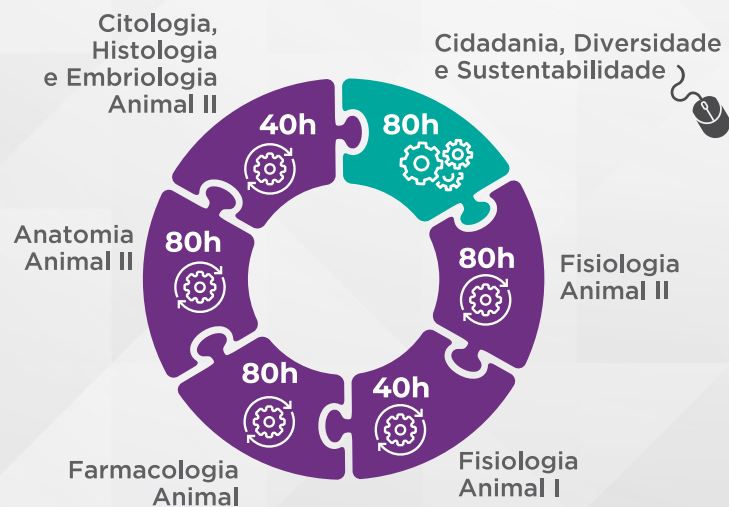 Citologia,
Histologia
e Embriologia
Animal II
40h
Cidadania, Diversidade
e Sustentabilidade
80h
Fisiologia
Animal II
80h
Fisiologia
Animal I
40h
Farmacologia
Animal
80h
Anatomia
Animal II
80h